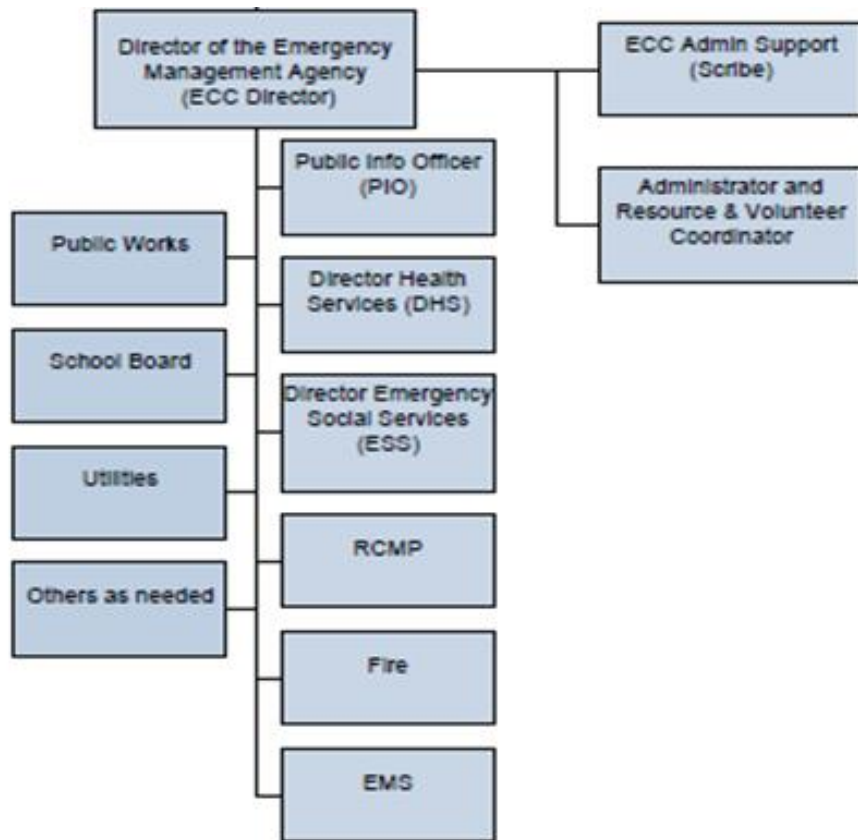 Director of the Emergency
Management Agency
(ECC Director)
ECC Admin Support
(Scribe)
Public Info Officer
(PIO)
Administrator and
Resource & Volunteer
Coordinator
Public Works
Director Health
Services (DHS)
School Board
Director Emergency
Social Services
(ESS)
Utilities
RCMP
Others as needed
Fire
EMS